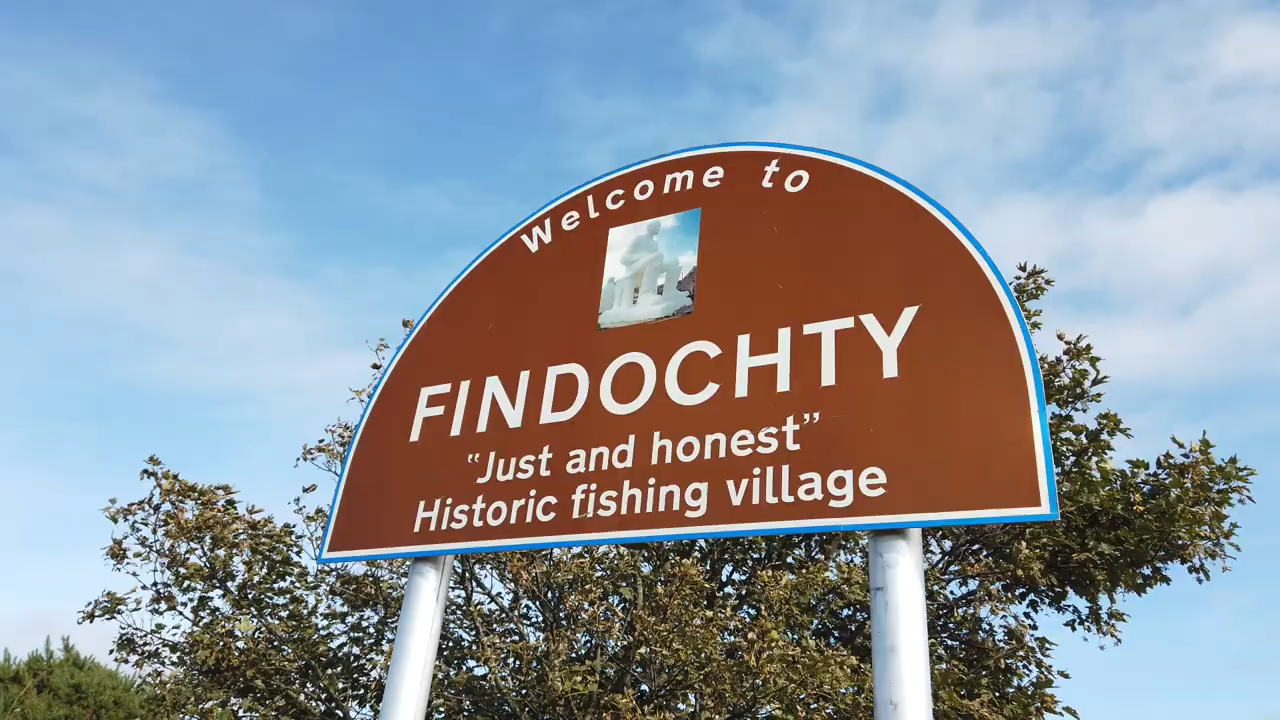 Welcome to
FINDOCHTY
“Just and honest”
Historic fishing village